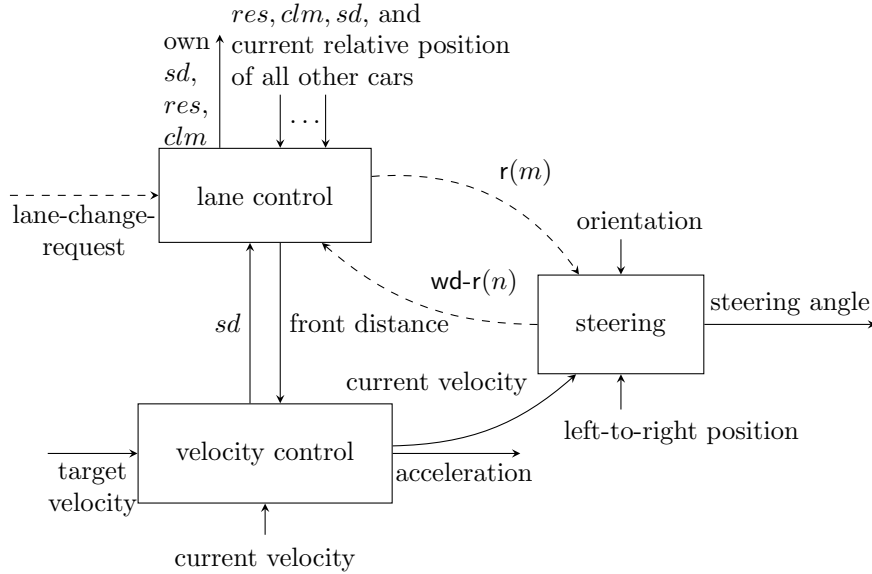 res, clm, sd, and
current relative position
of all other cars
own
sd,
res,
clm
...
lane control
r(m)
lane-change-
request
orientation
wd-r(n)
steering angle
sd
front distance
steering
current velocity
left-to-right position
velocity control
target
velocity
acceleration
current velocity